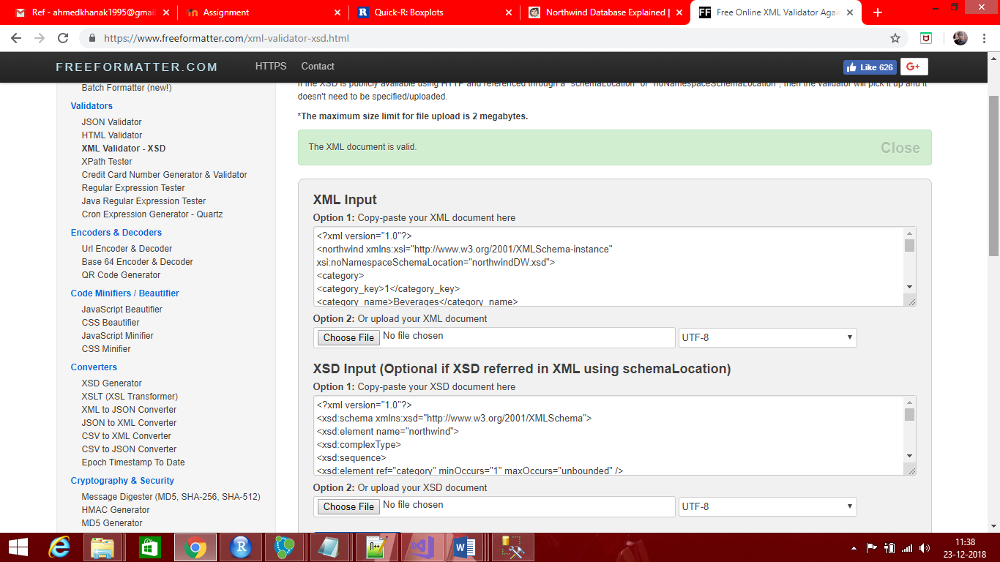 Ref - ahmedkhanak1995@gmai
Assignment
Quick-R: Boxplots
Northwind Database Explained |
Free Online XML Validator Agai
https://www.freeformatter.com/xml-validator-xsd.html
FREEFORMATTER.COM
HTTPS
Contact
Like 626
G+
Batch Formatter (new!)
Validators
JSON Validator
HTML Validator
XML Validator - XSD
XPath Tester
Credit Card Number Generator & Validator
Regular Expression Tester
Java Regular Expression Tester
Cron Expression Generator - Quartz
Encoders & Decoders
Url Encoder & Decoder
Base 64 Encoder & Decoder
QR Code Generator
Code Minifiers / Beautifier
JavaScript Beautifier
CSS Beautifier
JavaScript Minifier
CSS Minifier
Converters
XSD Generator
XSLT (XSL Transformer)
XML to JSON Converter
JSON to XML Converter
CSV to XML Converter
CSV to JSON Converter
Epoch Timestamp To Date
Cryptography & Security
Message Digester (MD5, SHA-256, SHA-512)
HMAC Generator
MD5 Generator
If the XSD is publicly available using HTTP and referenced through a "schemaLocation" or "noNamespaceSchemaLocation", then the validator will pick it up and it
doesn't need to be specified/uploaded.
*The maximum size limit for file upload is 2 megabytes.
The XML document is valid.
Close
XML Input
Option 1: Copy-paste your XML document here
<?xml version="1.0"?>
<northwind xmlns:xsi="http://www.w3.org/2001/XMLSchema-instance"
xsi:noNamespaceSchemaLocation="northwindDW.xsd">
<category>
<category_key>1</category_key>
<category_name>Beverages</category_name>
Option 2: Or upload your XML document
Choose File No file chosen
UTF-8
XSD Input (Optional if XSD referred in XML using schemaLocation)
Option 1: Copy-paste your XSD document here
<?xml version="1.0"?>
<xsd:schema xmlns:xsd="http://www.w3.org/2001/XMLSchema">
<xsd:element name="northwind">
<xsd:complexType>
<xsd:sequence>
<xsd:element ref="category" minOccurs="1" maxOccurs="unbounded" />
Option 2: Or upload your XSD document
Choose File No file chosen
UTF-8
11:38
23-12-2018